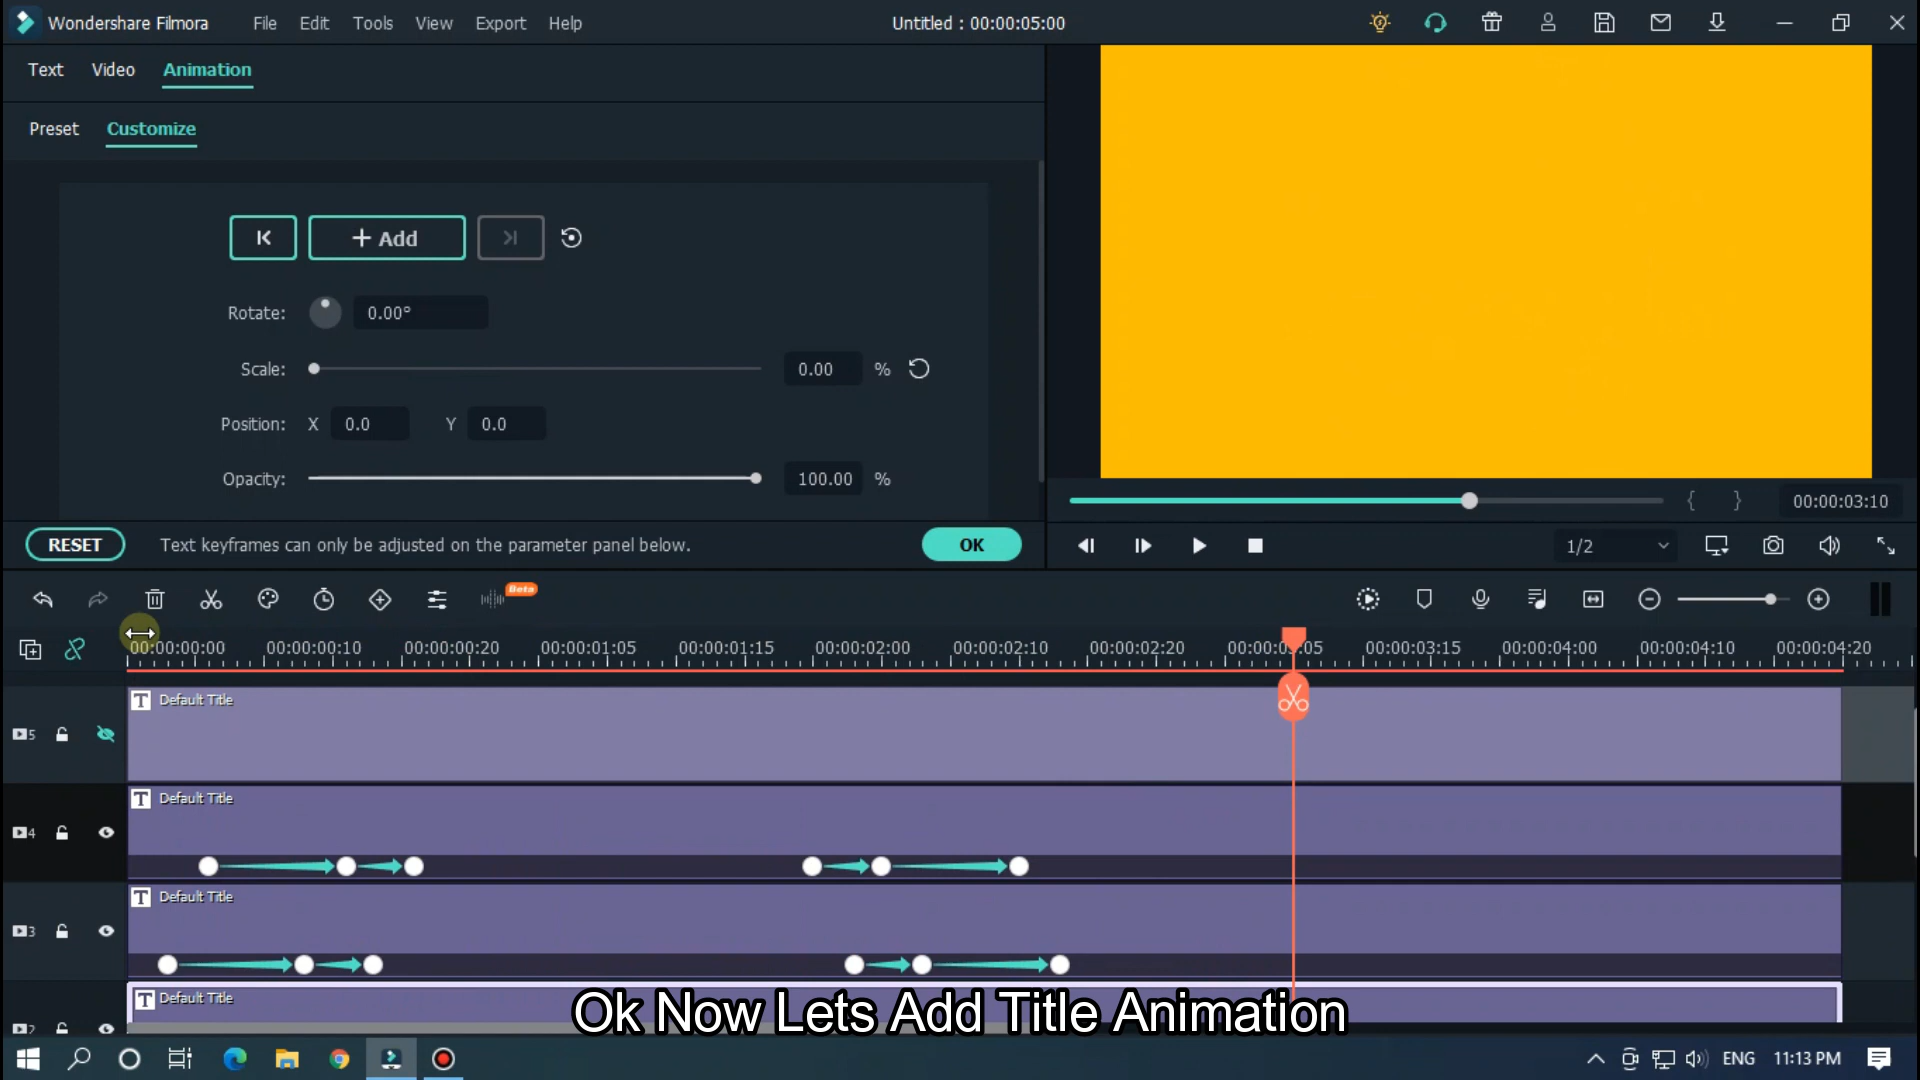 Wondershare Filmora
File Edit Tools View Export Help
Untitled : 00:00:05:00
Text Video Animation
Preset Customize
+ Add
Rotate: 0.00°
Scale: 0.00 %
Position: X 0.0 Y 0.0
Opacity: 100.00 %
RESET Text keyframes can only be adjusted on the parameter panel below. OK
{ } 00:00:03:10
1/2
Beta
00:00:00:00 00:00:00:10 00:00:00:20 00:00:01:05 00:00:01:15 00:00:02:00 00:00:02:10 00:00:02:20 00:00:03:05 00:00:03:15 00:00:04:00 00:00:04:10 00:00:04:20
T Default Title
5
T Default Title
4
T Default Title
3
T Default Title
2
Ok Now Lets Add Title Animation
ENG 11:13 PM